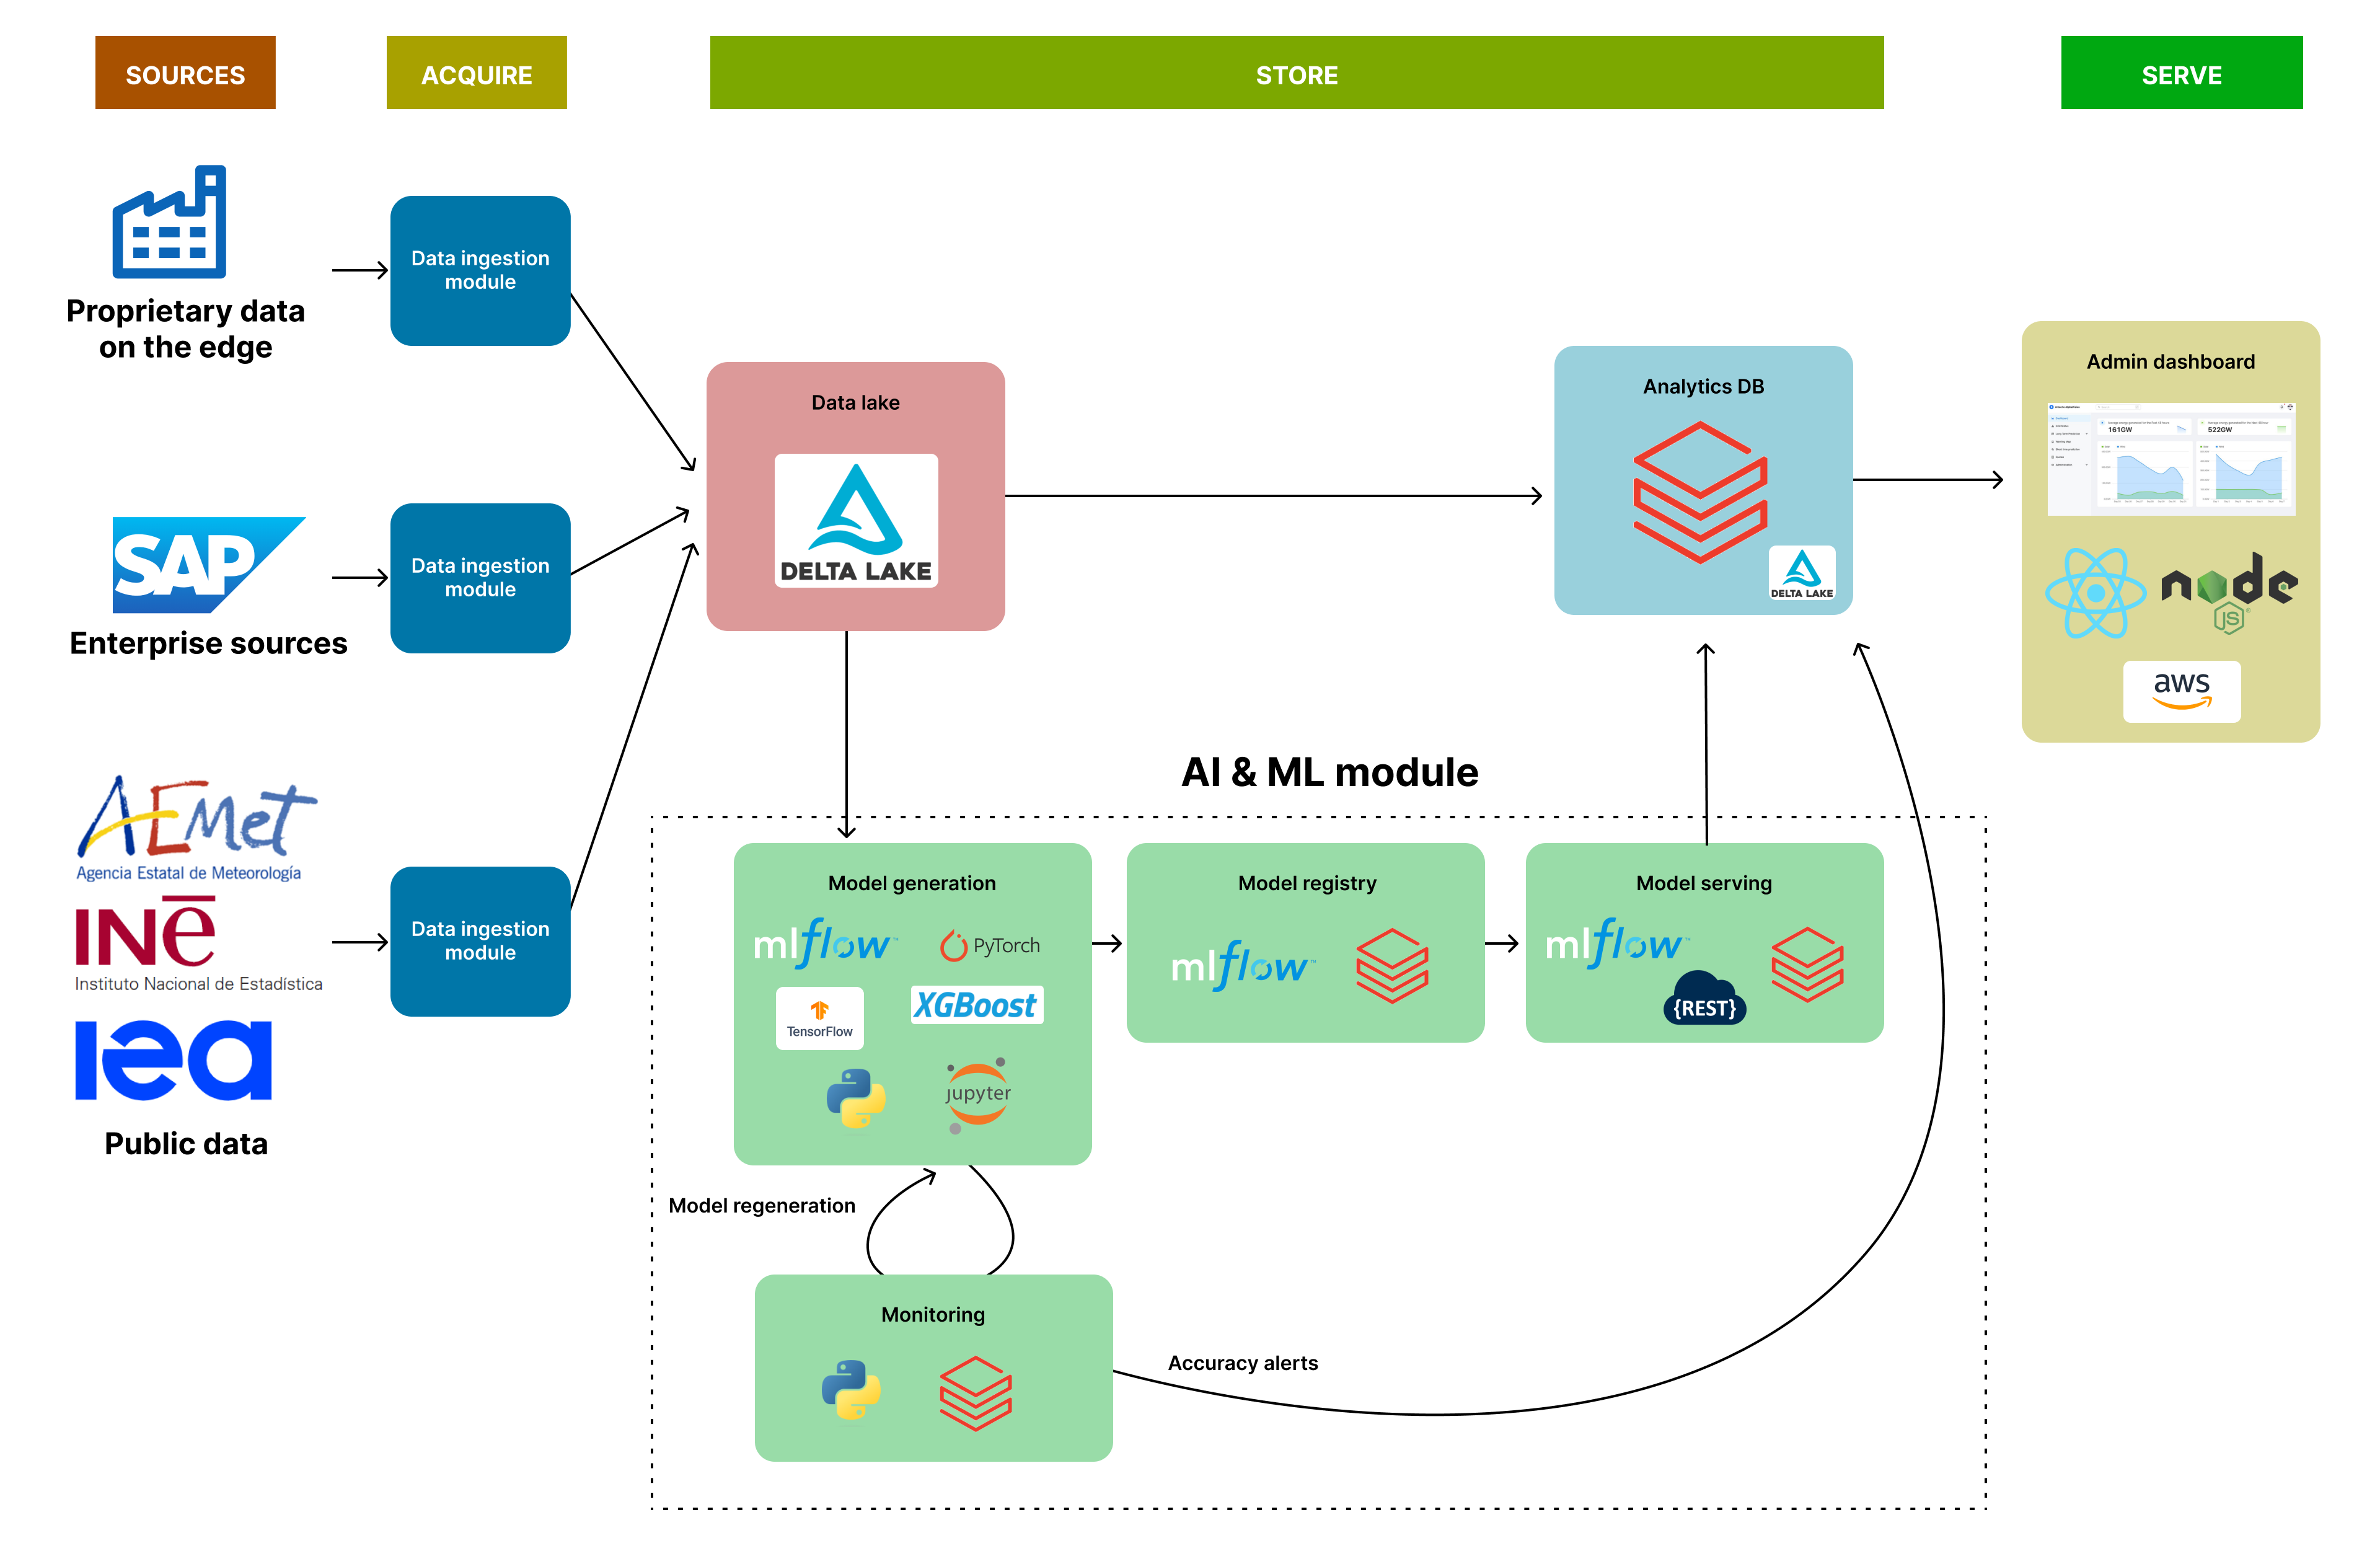 SOURCES
ACQUIRE
STORE
SERVE
Proprietary data
on the edge
Data ingestion
module
SAP
Enterprise sources
Data ingestion
module
AEMet
Agencia Estatal de Meteorología
INe
Instituto Nacional de Estadística
iea
Public data
Data ingestion
module
Data lake
DELTA LAKE
Analytics DB
DELTA LAKE
Admin dashboard
161GW
522GW
node
JS
aws
AI & ML module
Model generation
mlflow™
PyTorch
TensorFlow
XGBoost
jupyter
Model registry
mlflow™
Model serving
mlflow™
{REST}
Model regeneration
Monitoring
Accuracy alerts